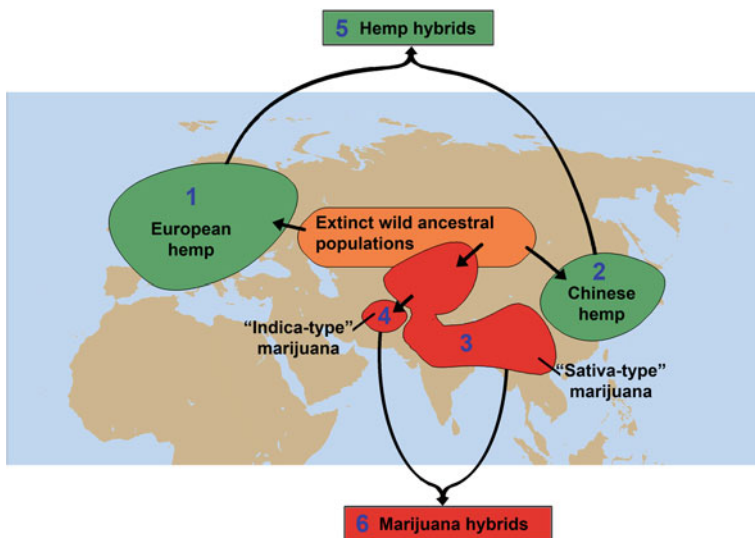 5 Hemp hybrids
1
European
hemp
Extinct wild ancestral
populations
2
Chinese
hemp
4
"Indica-type"
marijuana
3
"Sativa-type"
marijuana
6 Marijuana hybrids